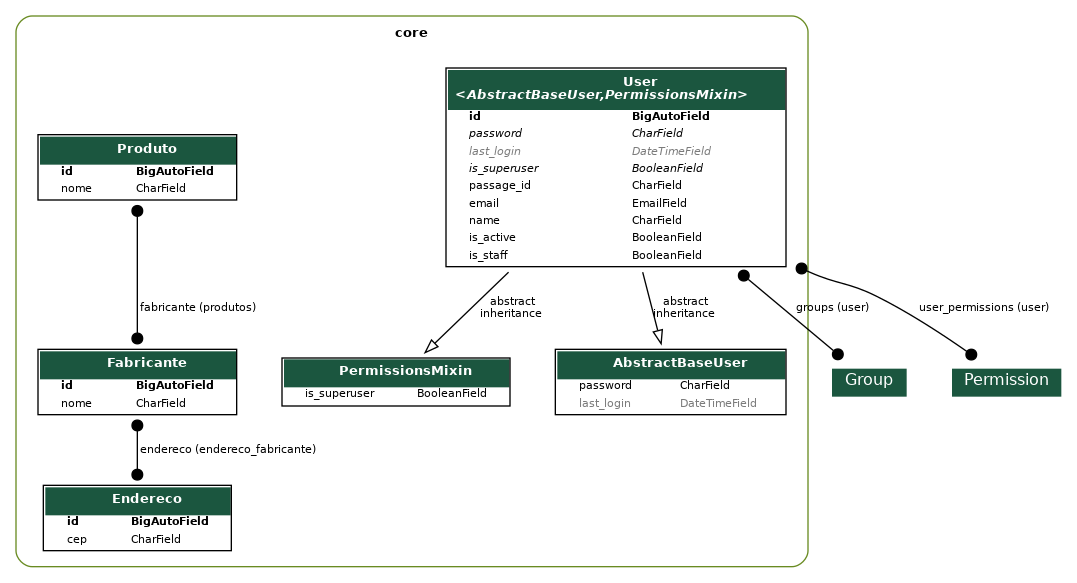 core
User
<AbstractBaseUser,PermissionsMixin>
id BigAutoField
password CharField
last_login DateTimeField
is_superuser BooleanField
passage_id CharField
email EmailField
name CharField
is_active BooleanField
is_staff BooleanField
Produto
id BigAutoField
nome CharField
fabricante (produtos)
abstract
inheritance
abstract
inheritance
groups (user)
user_permissions (user)
Fabricante
id BigAutoField
nome CharField
PermissionsMixin
is_superuser BooleanField
AbstractBaseUser
password CharField
last_login DateTimeField
Group
Permission
endereco (endereco_fabricante)
Endereco
id BigAutoField
cep CharField